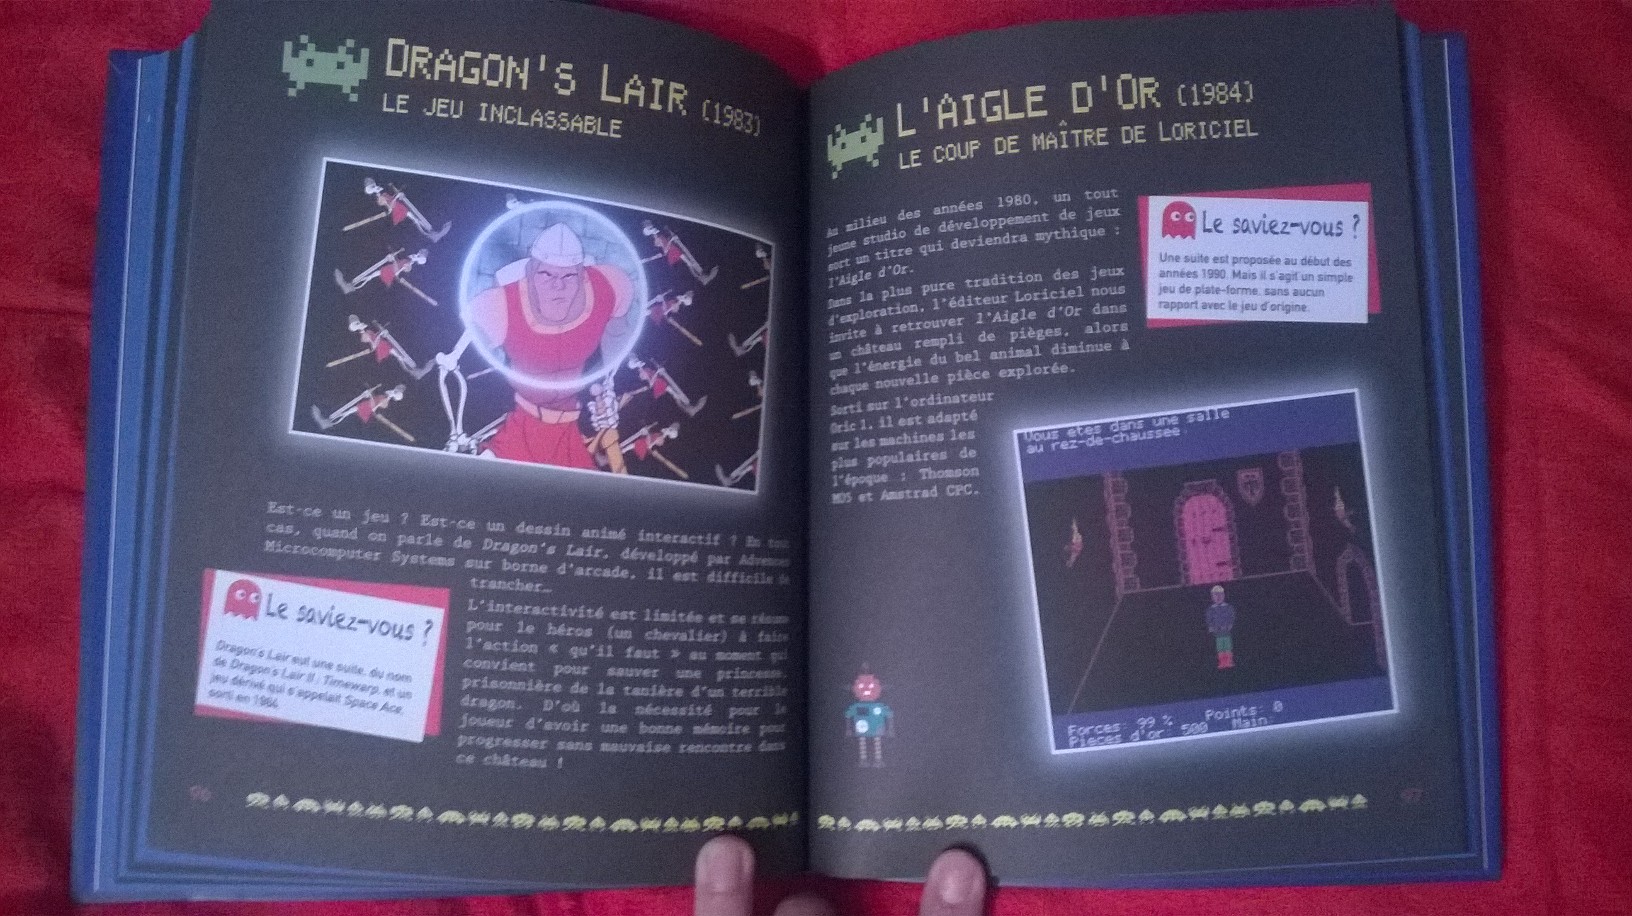 DRAGON'S LAIR (1983)
LE JEU INCLASSABLE
Est-ce un jeu ? Est-ce un dessin animé interactif ? En tout
cas, quand on parle de Dragon's Lair, développé par Advanced
Microcomputer Systems sur borne d'arcade, il est difficile de
trancher…
L'interactivité est limitée et se résume
pour le héros (un chevalier) à faire
l'action « qu'il faut » au moment qui
convient pour sauver une princesse,
prisonnière de la tanière d'un terrible
dragon. D'où la nécessité pour le
joueur d'avoir une bonne mémoire pour
progresser sans mauvaise rencontre dans
ce château !
Le saviez-vous ?
Dragon's Lair eut une suite, du nom
de Dragon's Lair II : Timewarp, et un
jeu dérivé qui s'appelait Space Ace,
sorti en 1984.
96
L'AIGLE D'OR (1984)
LE COUP DE MAÎTRE DE LORICIEL
Au milieu des années 1980, un tout
jeune studio de développement de jeux
sort un titre qui deviendra mythique :
l'Aigle d'Or.
Dans la plus pure tradition des jeux
d'exploration, l'éditeur Loriciel nous
invite à retrouver l'Aigle d'Or dans
un château rempli de pièges, alors
que l'énergie du bel animal diminue à
chaque nouvelle pièce explorée.
Sorti sur l'ordinateur
Oric 1, il est adapté
sur les machines les
plus populaires de
l'époque : Thomson
MO5 et Amstrad CPC.
Le saviez-vous ?
Une suite est proposée au début des
années 1990. Mais il s'agit un simple
jeu de plate-forme, sans aucun
rapport avec le jeu d'origine.
Vous etes dans une salle
au rez-de-chaussee.
Forces: 99 % Points: 0
Pieces d'or: 500 Main:
97